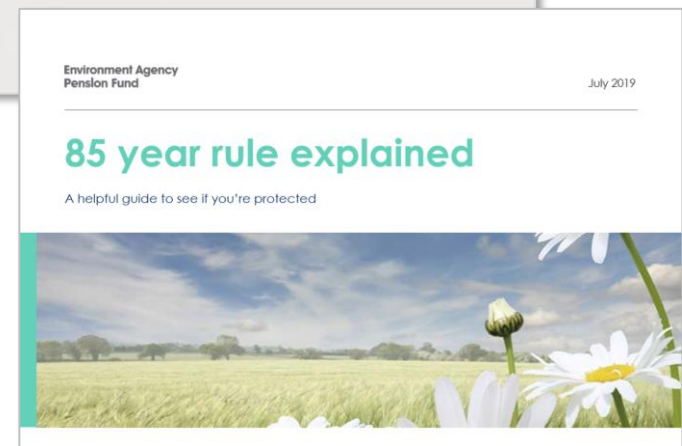 Environment Agency
Pension Fund
July 2019
85 year rule explained
A helpful guide to see if you're protected